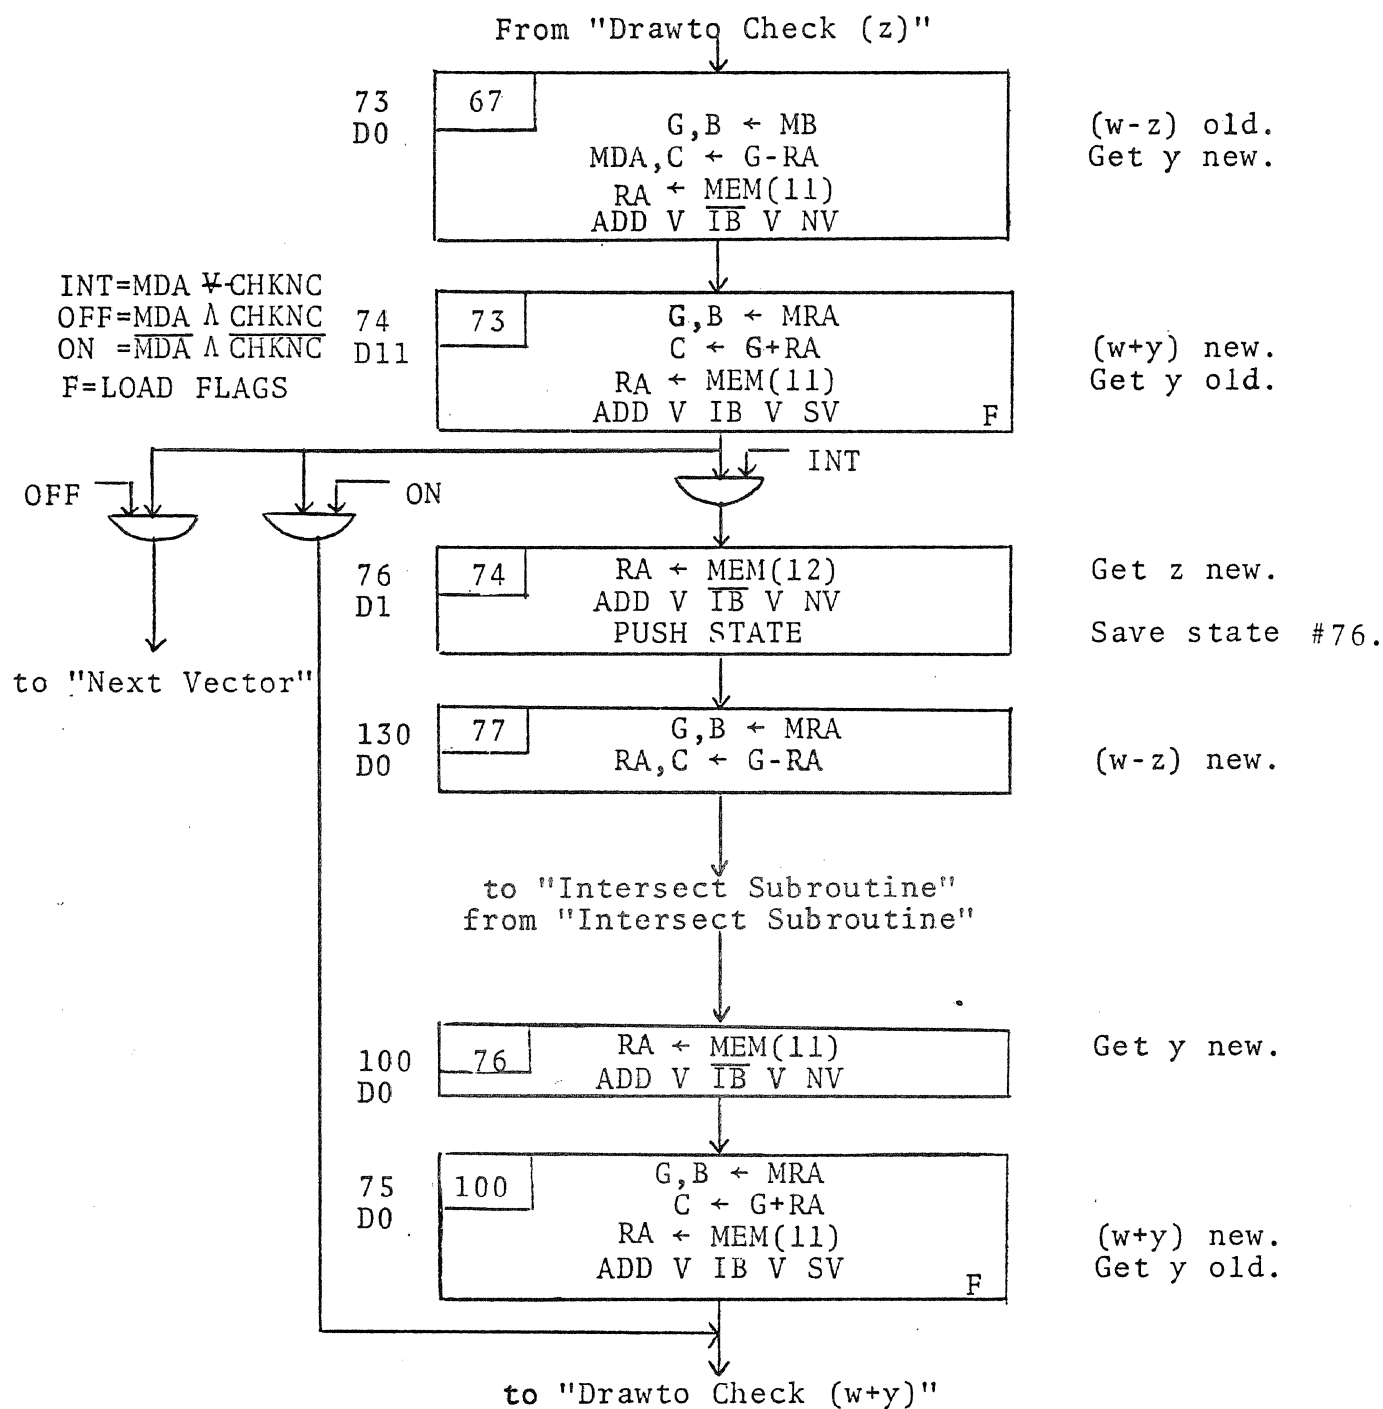 From "Drawto Check (z)"
73
D0
67
G,B ← MB
MDA,C ← G-RA
RA ← MEM(11)
ADD V I̅B̅ V NV
(w-z) old.
Get y new.
INT=MDA ⊻ CHKNC
OFF=MDA Λ CHKNC
ON =M̅D̅A̅ Λ C̅H̅K̅N̅C̅
F=LOAD FLAGS
74
D11
73
G,B ← MRA
C ← G+RA
RA ← MEM(11)
ADD V IB V SV
F
(w+y) new.
Get y old.
OFF
ON
INT
to "Next Vector"
76
D1
74
RA ← MEM(12)
ADD V I̅B̅ V NV
PUSH STATE
Get z new.
Save state #76.
130
D0
77
G,B ← MRA
RA,C ← G-RA
(w-z) new.
to "Intersect Subroutine"
from "Intersect Subroutine"
100
D0
76
RA ← MEM(11)
ADD V I̅B̅ V NV
Get y new.
75
D0
100
G,B ← MRA
C ← G+RA
RA ← MEM(11)
ADD V IB V SV
F
(w+y) new.
Get y old.
to "Drawto Check (w+y)"